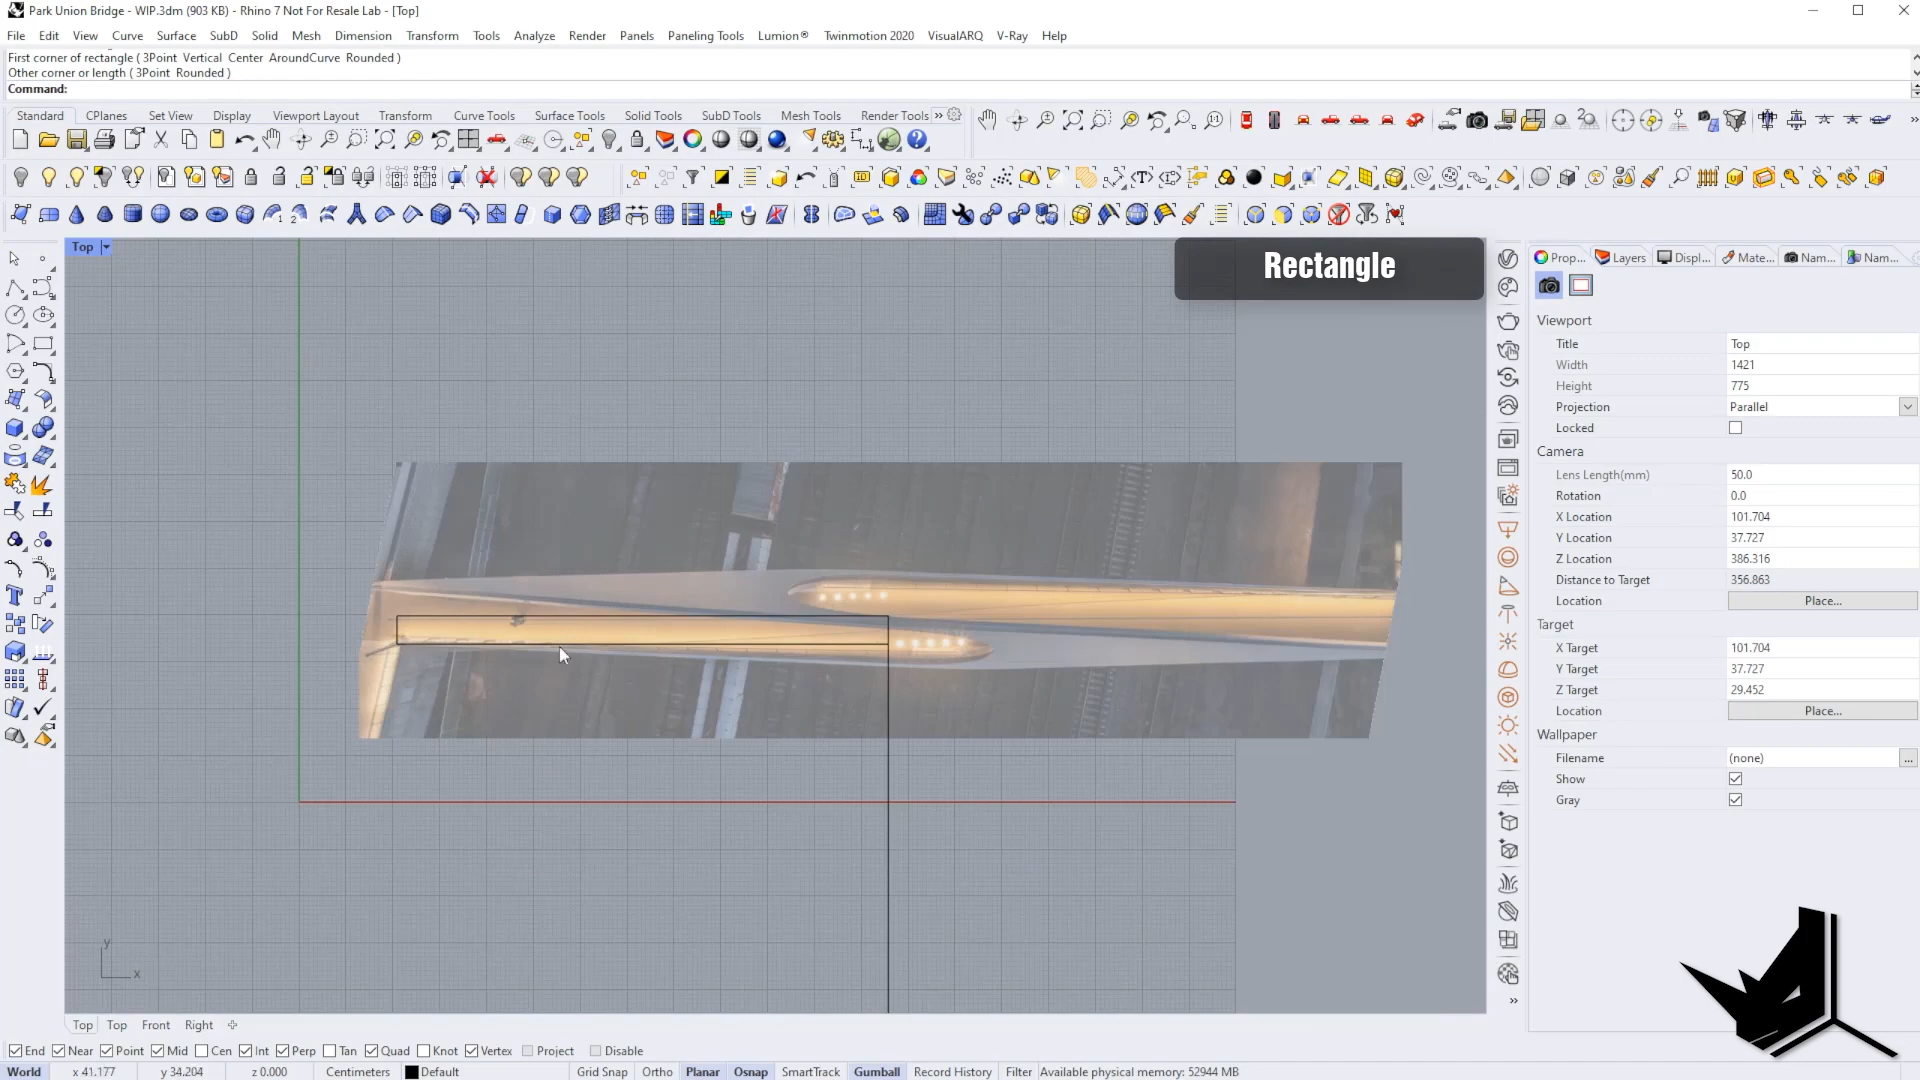 Park Union Bridge - WIP.3dm (903 KB) - Rhino 7 Not For Resale Lab - [Top]
File Edit View Curve Surface SubD Solid Mesh Dimension Transform Tools Analyze Render Panels Paneling Tools Lumion® Twinmotion 2020 VisualARQ V-Ray Help
First corner of rectangle ( 3Point Vertical Center AroundCurve Rounded )
Other corner or length ( 3Point Rounded )
Command:
Standard CPlanes Set View Display Viewport Layout Transform Curve Tools Surface Tools Solid Tools SubD Tools Mesh Tools Render Tools »
Top
Rectangle
Prop... Layers Displ... Mate... Nam... Nam...
Viewport
Title Top
Width 1421
Height 775
Projection Parallel
Locked
Camera
Lens Length(mm) 50.0
Rotation 0.0
X Location 101.704
Y Location 37.727
Z Location 386.316
Distance to Target 356.863
Location Place...
Target
X Target 101.704
Y Target 37.727
Z Target 29.452
Location Place...
Wallpaper
Filename (none) ...
Show
Gray
y
x
Top Top Front Right
End Near Point Mid Cen Int Perp Tan Quad Knot Vertex Project Disable
World x 41.177 y 34.204 z 0.000 Centimeters Default Grid Snap Ortho Planar Osnap SmartTrack Gumball Record History Filter Available physical memory: 52944 MB